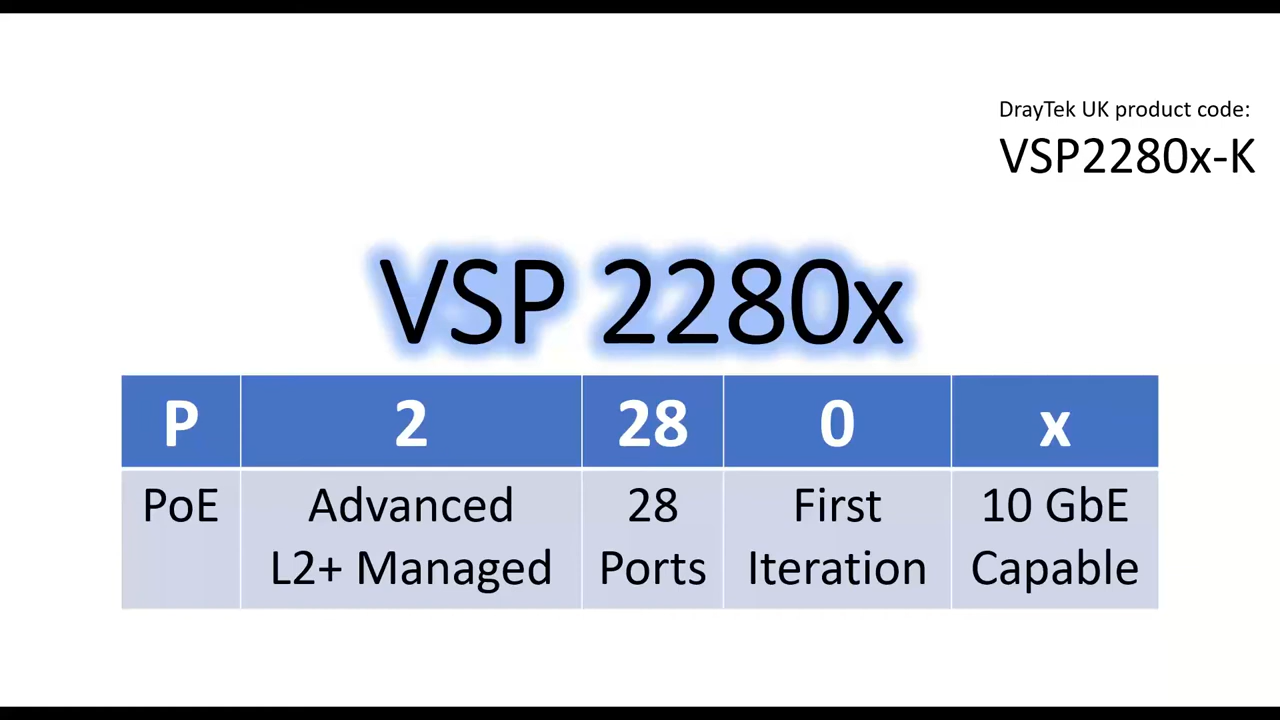 DrayTek UK product code:
VSP2280x-K
VSP 2280x
P 2 28 0 x
PoE Advanced 28 First 10 GbE
L2+ Managed Ports Iteration Capable